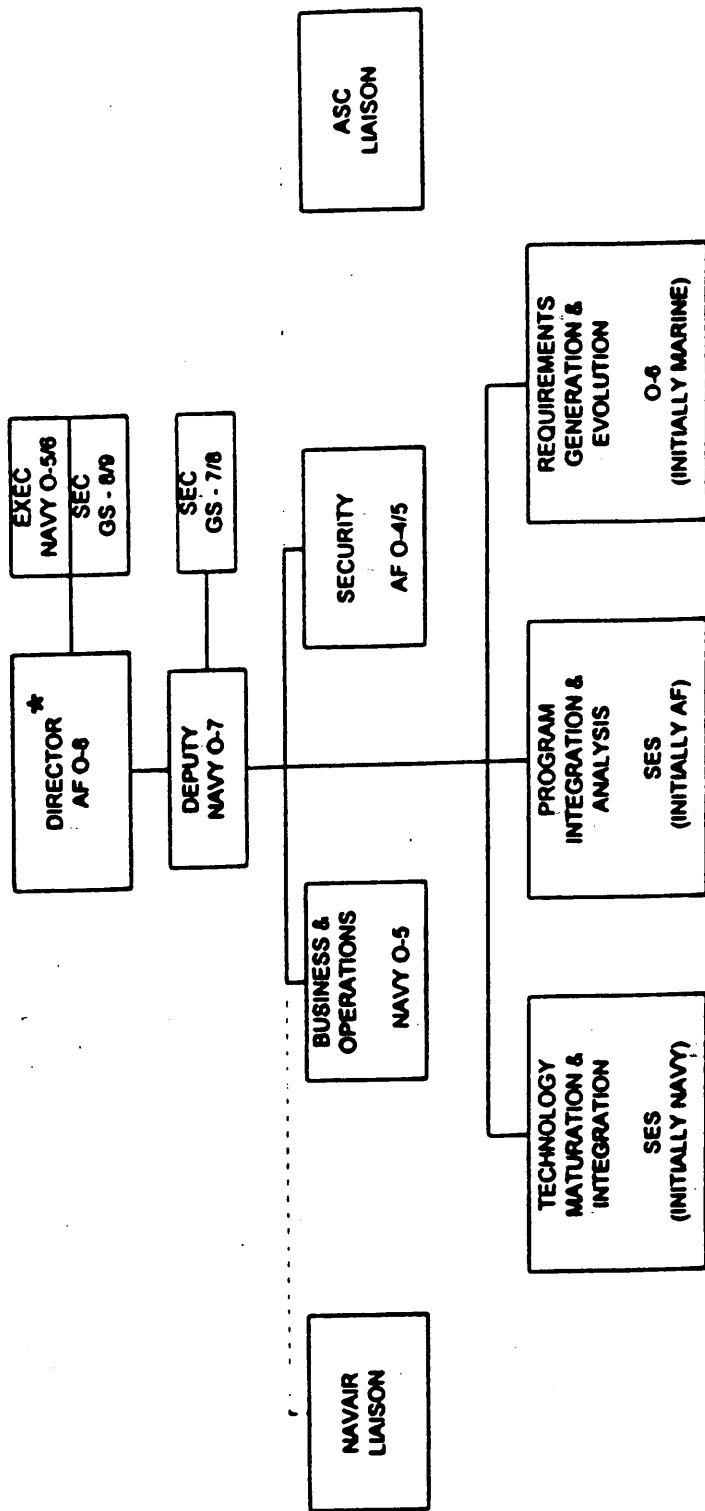 DIRECTOR *
AF O-8
EXEC
NAVY O-5/6
SEC
GS - 8/9
DEPUTY
NAVY O-7
SEC
GS - 7/8
NAVAIR
LIAISON
BUSINESS &
OPERATIONS
NAVY O-5
SECURITY
AF O-4/5
ASC
LIAISON
TECHNOLOGY
MATURATION &
INTEGRATION
SES
(INITIALLY NAVY)
PROGRAM
INTEGRATION &
ANALYSIS
SES
(INITIALLY AF)
REQUIREMENTS
GENERATION &
EVOLUTION
O-6
(INITIALLY MARINE)